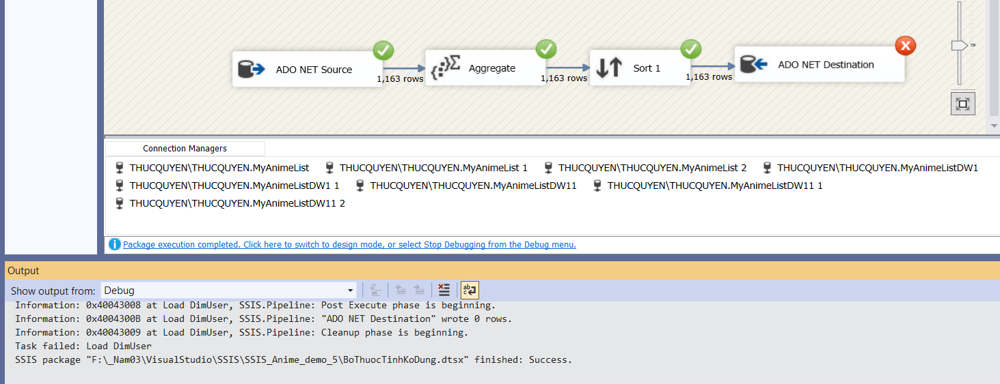 ADO NET Source
Aggregate
Sort 1
ADO NET Destination
1,163 rows
1,163 rows
1,163 rows
Connection Managers
THUCQUYEN\THUCQUYEN.MyAnimeList
THUCQUYEN\THUCQUYEN.MyAnimeList 1
THUCQUYEN\THUCQUYEN.MyAnimeList 2
THUCQUYEN\THUCQUYEN.MyAnimeListDW1
THUCQUYEN\THUCQUYEN.MyAnimeListDW1 1
THUCQUYEN\THUCQUYEN.MyAnimeListDW11
THUCQUYEN\THUCQUYEN.MyAnimeListDW11 1
THUCQUYEN\THUCQUYEN.MyAnimeListDW11 2
Package execution completed. Click here to switch to design mode, or select Stop Debugging from the Debug menu.
Output
Show output from: Debug
Information: 0x40043008 at Load DimUser, SSIS.Pipeline: Post Execute phase is beginning.
Information: 0x4004300B at Load DimUser, SSIS.Pipeline: "ADO NET Destination" wrote 0 rows.
Information: 0x40043009 at Load DimUser, SSIS.Pipeline: Cleanup phase is beginning.
Task failed: Load DimUser
SSIS package "F:\_Nam03\VisualStudio\SSIS\SSIS_Anime_demo_5\BoThuocTinhKoDung.dtsx" finished: Success.